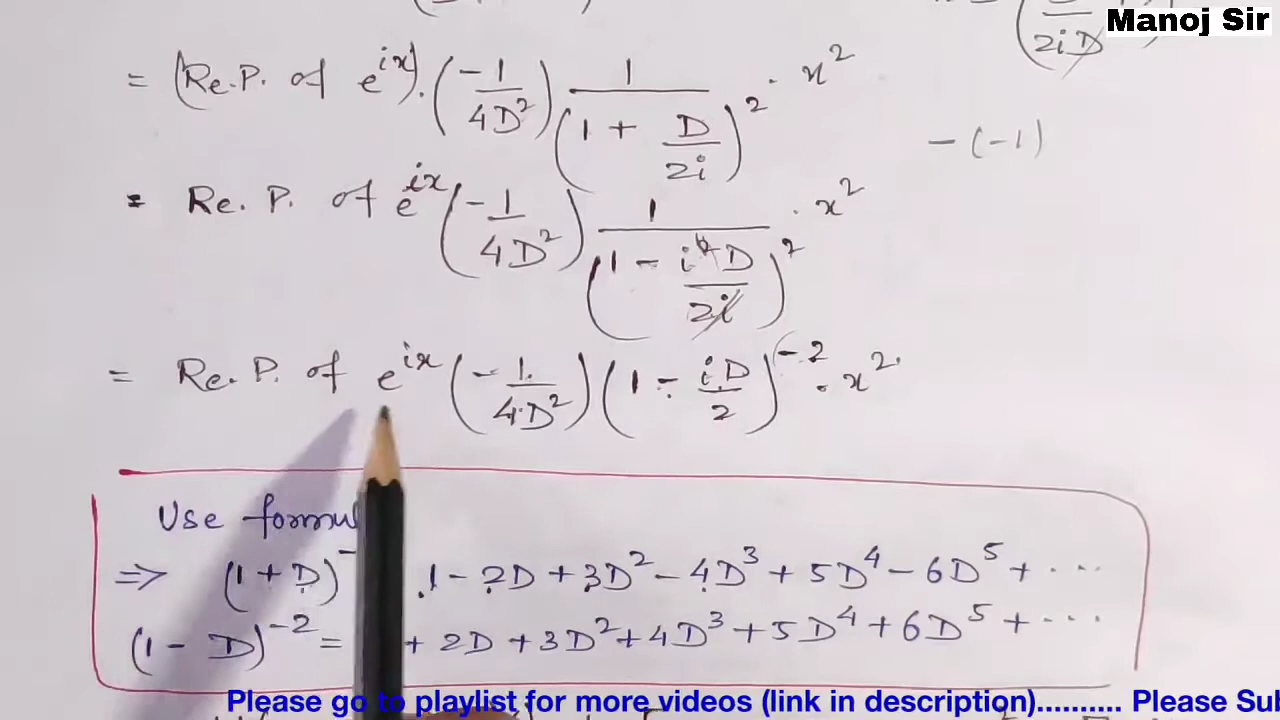 Manoj Sir
2iD
= (Re.P. of e^{ix}).(-1/4D²) 1/(1 + D/2i)² . x²
- (-1)
= Re. P. of e^{ix} (-1/4D²) 1/(1 - i²D/2i)² . x²
= Re. P. of e^{ix} (-1/4D²) (1 - iD/2)^{-2} . x²
Use
=> (1 + D) 1 - 2D + 3D² - 4D³ + 5D⁴ - 6D⁵ + ...
(1 - D)^{-2} = + 2D + 3D² + 4D³ + 5D⁴ + 6D⁵ + ...
Please go to playlist for more videos (link in description).......... Please Su